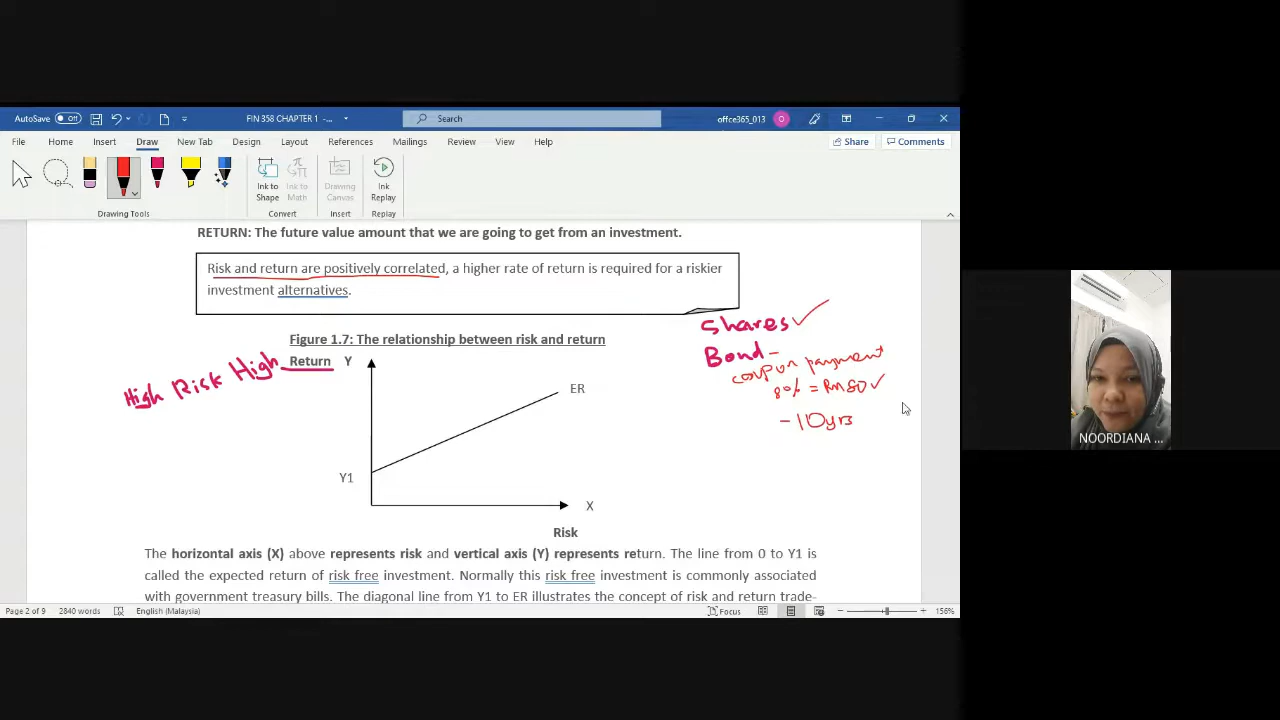 AutoSave Off FIN 358 CHAPTER 1 -... Search offce365_013 O
File Home Insert Draw New Tab Design Layout References Mailings Review View Help Share Comments
Ink to Shape Ink to Math Drawing Canvas Ink Replay
Drawing Tools Convert Insert Replay
RETURN: The future value amount that we are going to get from an investment.
Risk and return are positively correlated, a higher rate of return is required for a riskier
investment alternatives.
Shares ✓
Figure 1.7: The relationship between risk and return
Bond -
coupon payment
High Risk High Return Y
8% = RM80 ✓
ER
- 10yrs
Y1
X
Risk
NOORDIANA ...
The horizontal axis (X) above represents risk and vertical axis (Y) represents return. The line from 0 to Y1 is
called the expected return of risk free investment. Normally this risk free investment is commonly associated
with government treasury bills. The diagonal line from Y1 to ER illustrates the concept of risk and return trade-
Page 2 of 9 2840 words English (Malaysia) Focus 156%